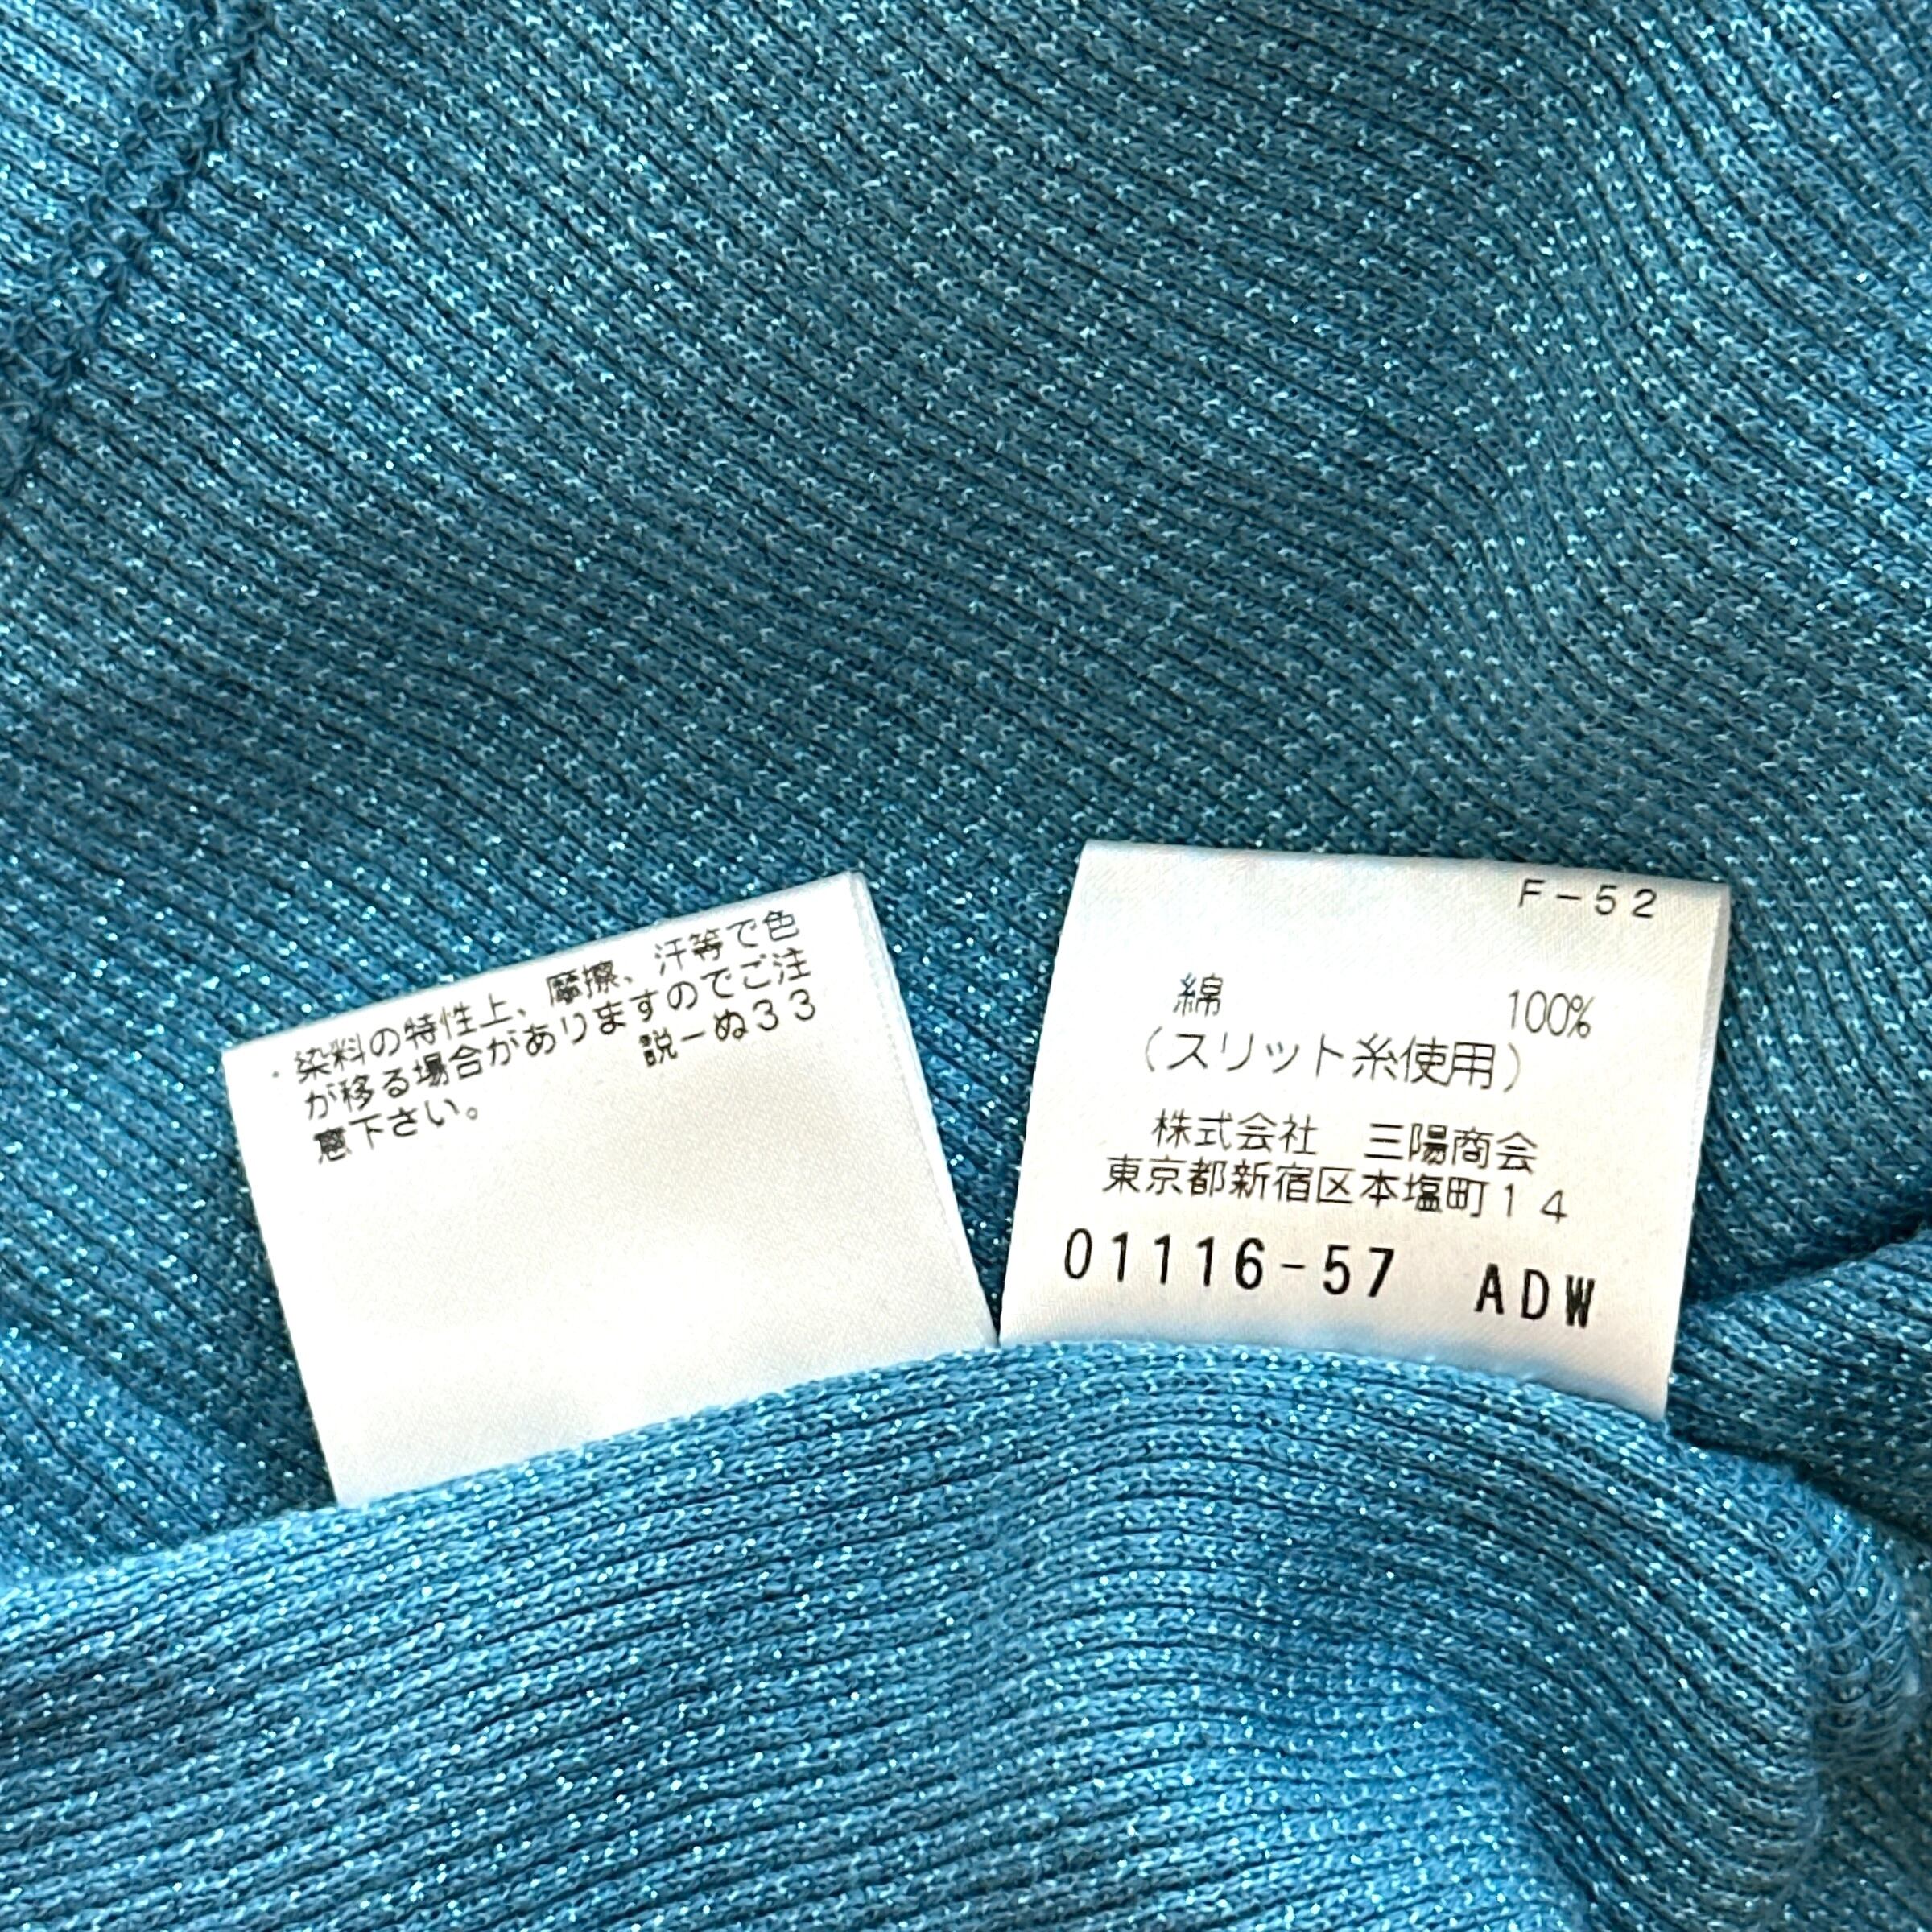 ・染料の特性上、摩擦、汗等で色
が移る場合がありますのでご注
意下さい。
説－ぬ３３
F－52
綿 100%
（スリット糸使用）
株式会社 三陽商会
東京都新宿区本塩町１４
01116-57 ADW